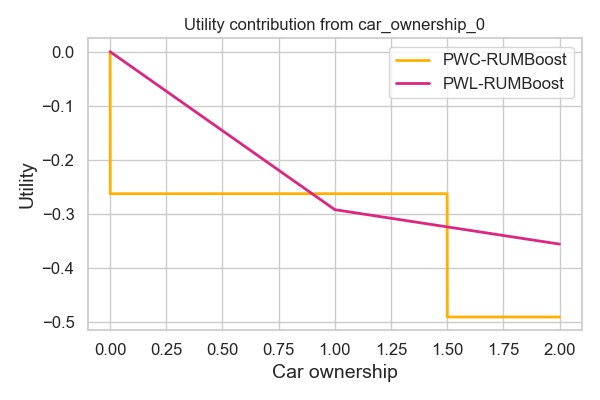 Utility contribution from car_ownership_0
PWC-RUMBoost
PWL-RUMBoost
0.0
−0.1
−0.2
−0.3
−0.4
−0.5
Utility
0.00 0.25 0.50 0.75 1.00 1.25 1.50 1.75 2.00
Car ownership